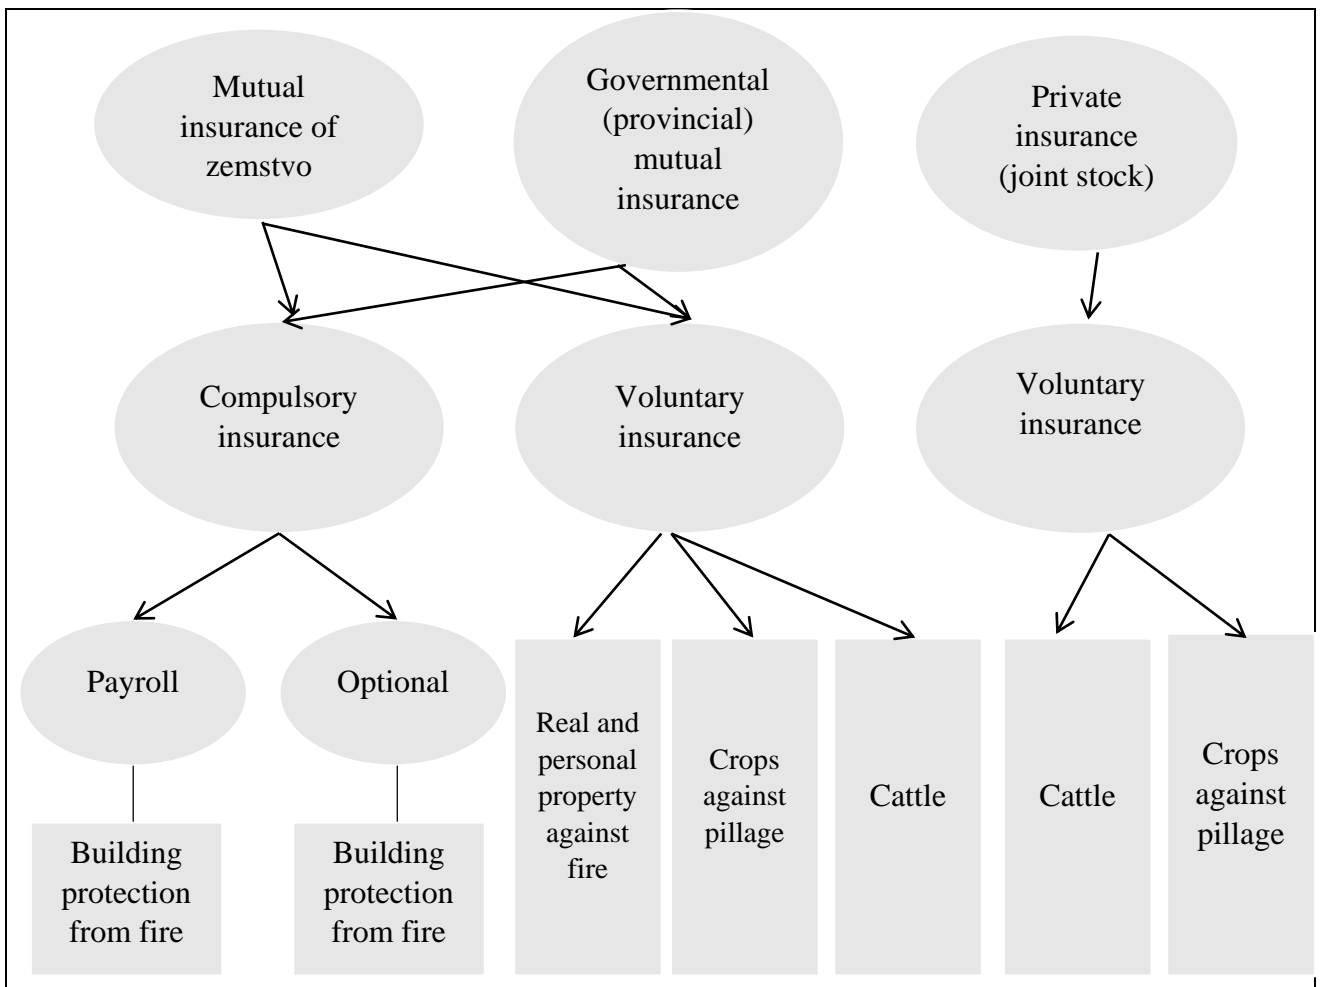 Mutual
insurance of
zemstvo
Governmental
(provincial)
mutual
insurance
Private
insurance
(joint stock)
Compulsory
insurance
Voluntary
insurance
Voluntary
insurance
Payroll
Optional
Building
protection
from fire
Building
protection
from fire
Real and
personal
property
against
fire
Crops
against
pillage
Cattle
Cattle
Crops
against
pillage